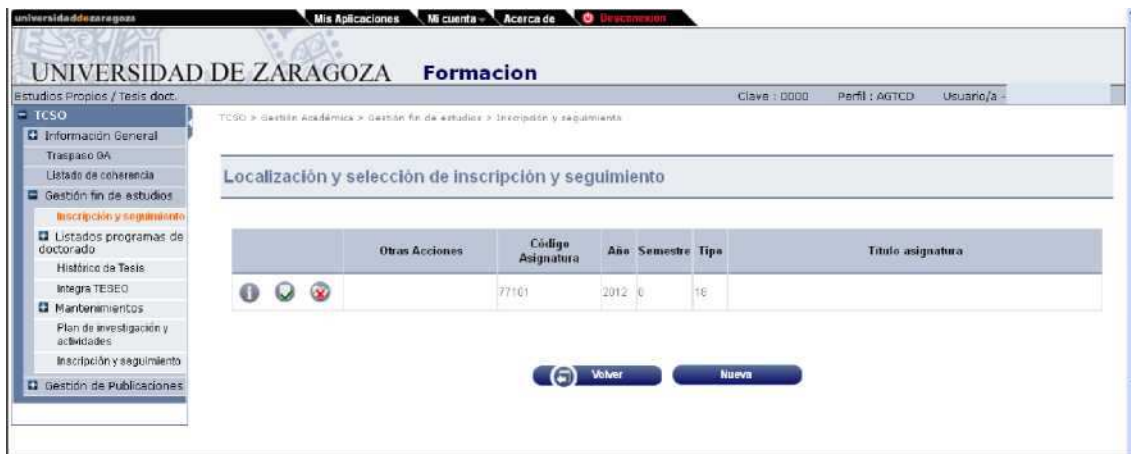 universidaddezaragoza
Mis Aplicaciones
Mi cuenta
Acerca de
Desconexion
UNIVERSIDAD DE ZARAGOZA
Formacion
Estudios Propios / Tesis doct.
Clave : 0000
Perfil : AGTCD
Usuario/a -
TCSO
TCSO > Gestión Académica > Gestión fin de estudios > Inscripción y seguimiento
Información General
Traspaso GA
Listado de coherencia
Gestión fin de estudios
Inscripción y seguimiento
Listados programas de
doctorado
Histórico de Tesis
Integra TESEO
Mantenimientos
Plan de investigación y
actividades
Inscripción y seguimiento
Gestión de Publicaciones
Localización y selección de inscripción y seguimiento
Otras Acciones
Código
Asignatura
Año
Semestre
Tipo
Título asignatura
77161
2012
0
Volver
Nueva